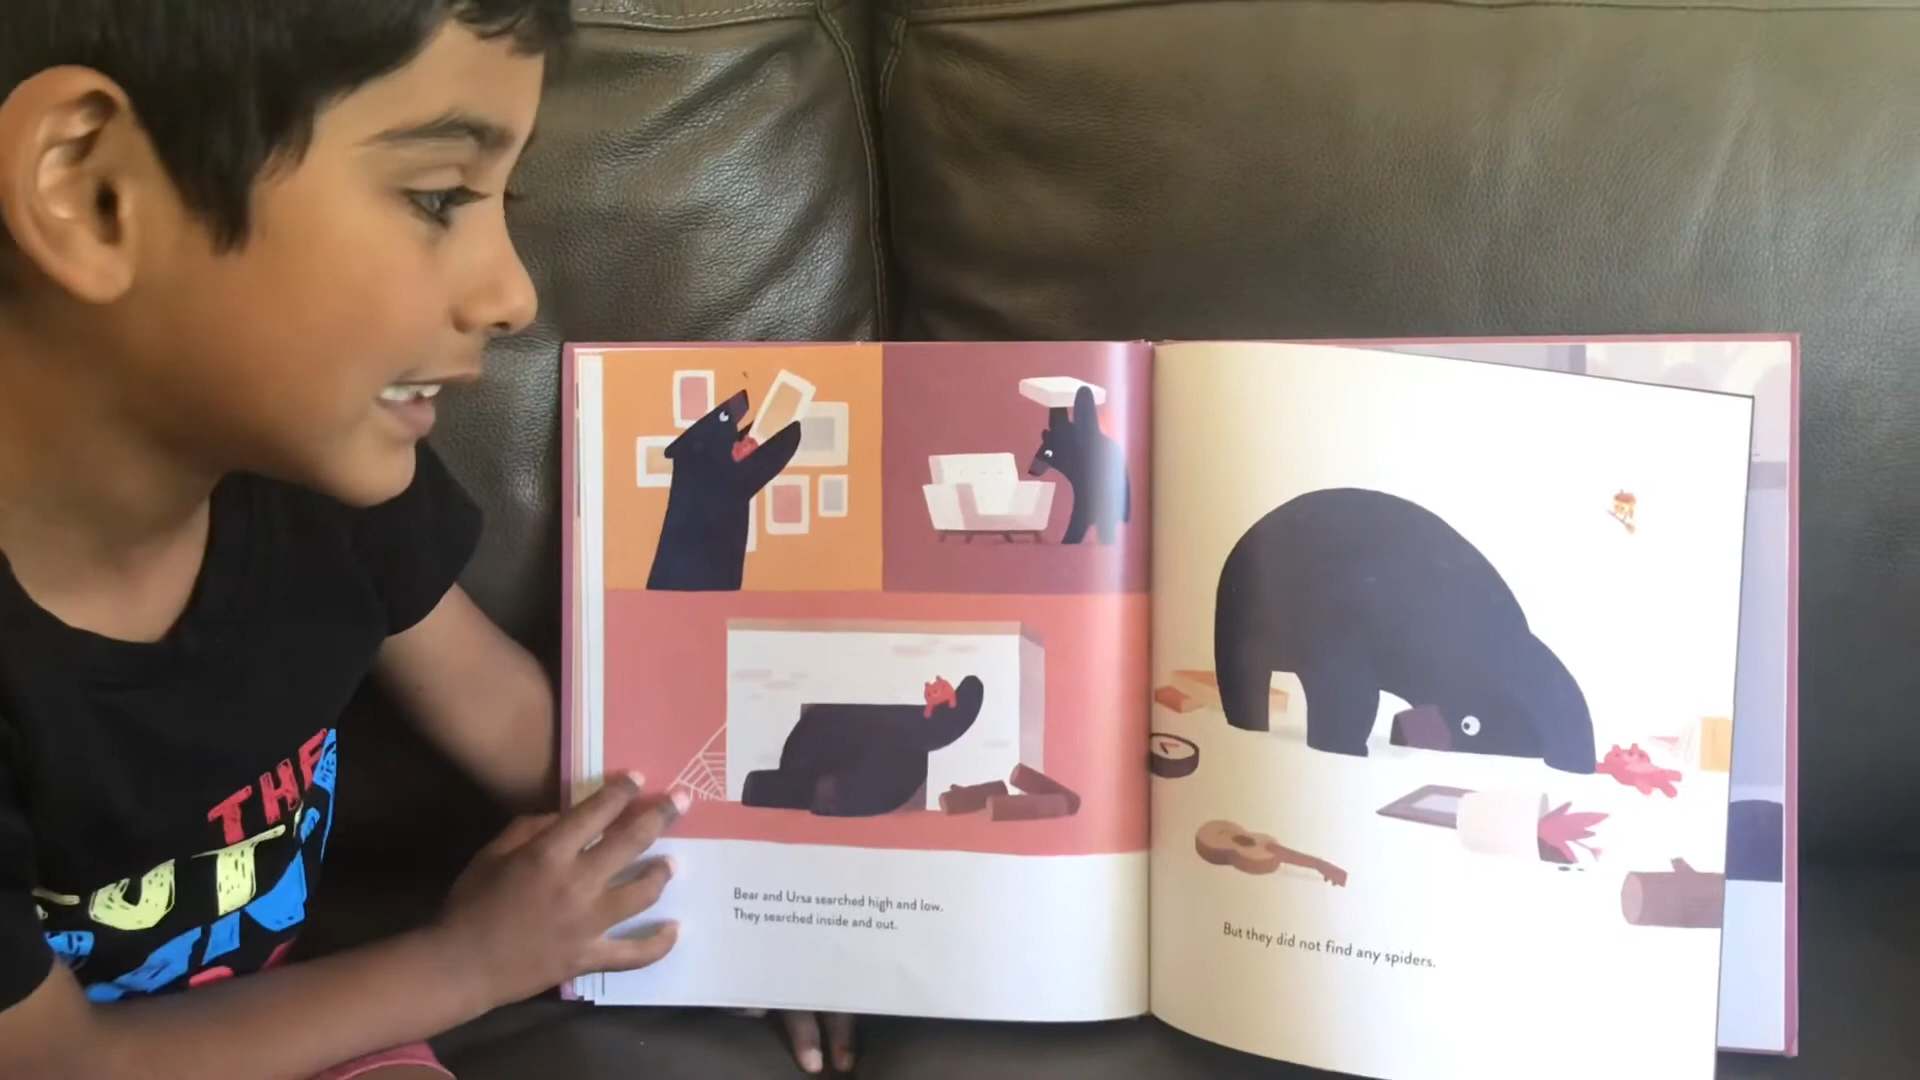 THE
Bear and Ursa searched high and low.
They searched inside and out.
But they did not find any spiders.